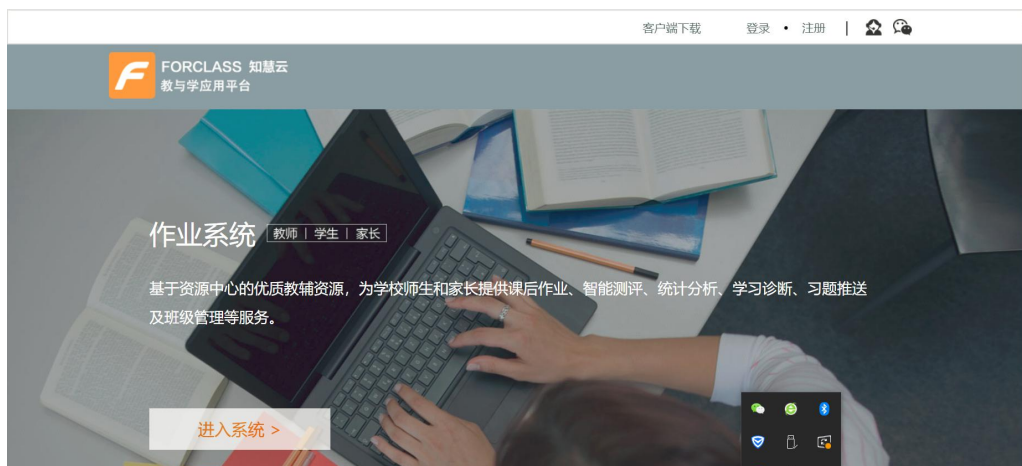 客户端下载 登录 • 注册 |
FORCLASS 知慧云
教与学应用平台
作业系统 教师 | 学生 | 家长
基于资源中心的优质教辅资源，为学校师生和家长提供课后作业、智能测评、统计分析、学习诊断、习题推送
及班级管理等服务。
进入系统 >